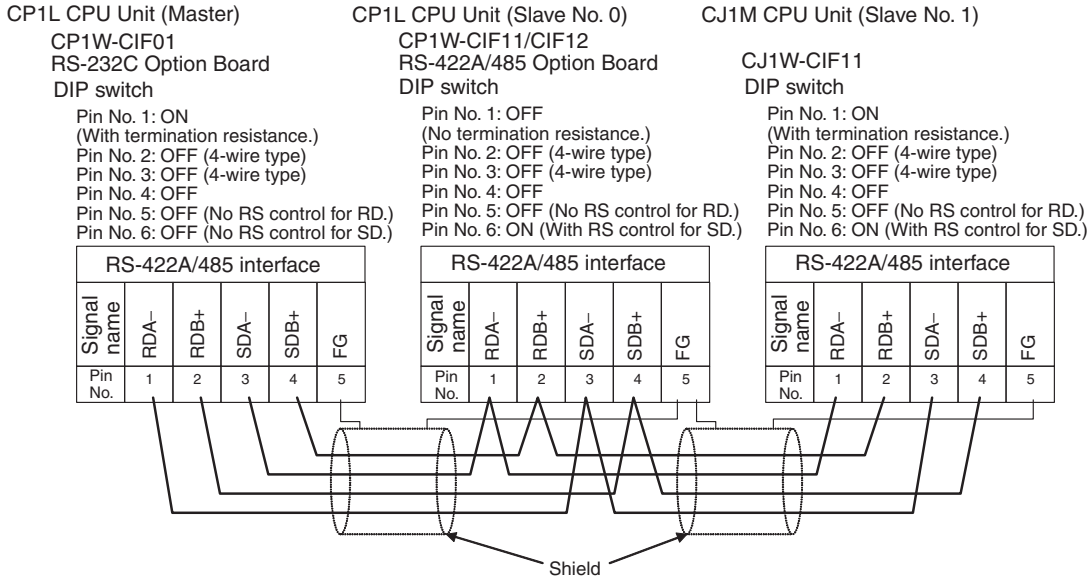 CP1L CPU Unit (Master)
CP1W-CIF01
RS-232C Option Board
DIP switch
Pin No. 1: ON
(With termination resistance.)
Pin No. 2: OFF (4-wire type)
Pin No. 3: OFF (4-wire type)
Pin No. 4: OFF
Pin No. 5: OFF (No RS control for RD.)
Pin No. 6: OFF (No RS control for SD.)
RS-422A/485 interface
Signal
name
RDA−
RDB+
SDA−
SDB+
FG
Pin
No.
1 2 3 4 5
CP1L CPU Unit (Slave No. 0)
CP1W-CIF11/CIF12
RS-422A/485 Option Board
DIP switch
Pin No. 1: OFF
(No termination resistance.)
Pin No. 2: OFF (4-wire type)
Pin No. 3: OFF (4-wire type)
Pin No. 4: OFF
Pin No. 5: OFF (No RS control for RD.)
Pin No. 6: ON (With RS control for SD.)
RS-422A/485 interface
Signal
name
RDA−
RDB+
SDA−
SDB+
FG
Pin
No.
1 2 3 4 5
CJ1M CPU Unit (Slave No. 1)
CJ1W-CIF11
DIP switch
Pin No. 1: ON
(With termination resistance.)
Pin No. 2: OFF (4-wire type)
Pin No. 3: OFF (4-wire type)
Pin No. 4: OFF
Pin No. 5: OFF (No RS control for RD.)
Pin No. 6: ON (With RS control for SD.)
RS-422A/485 interface
Signal
name
RDA−
RDB+
SDA−
SDB+
FG
Pin
No.
1 2 3 4 5
Shield